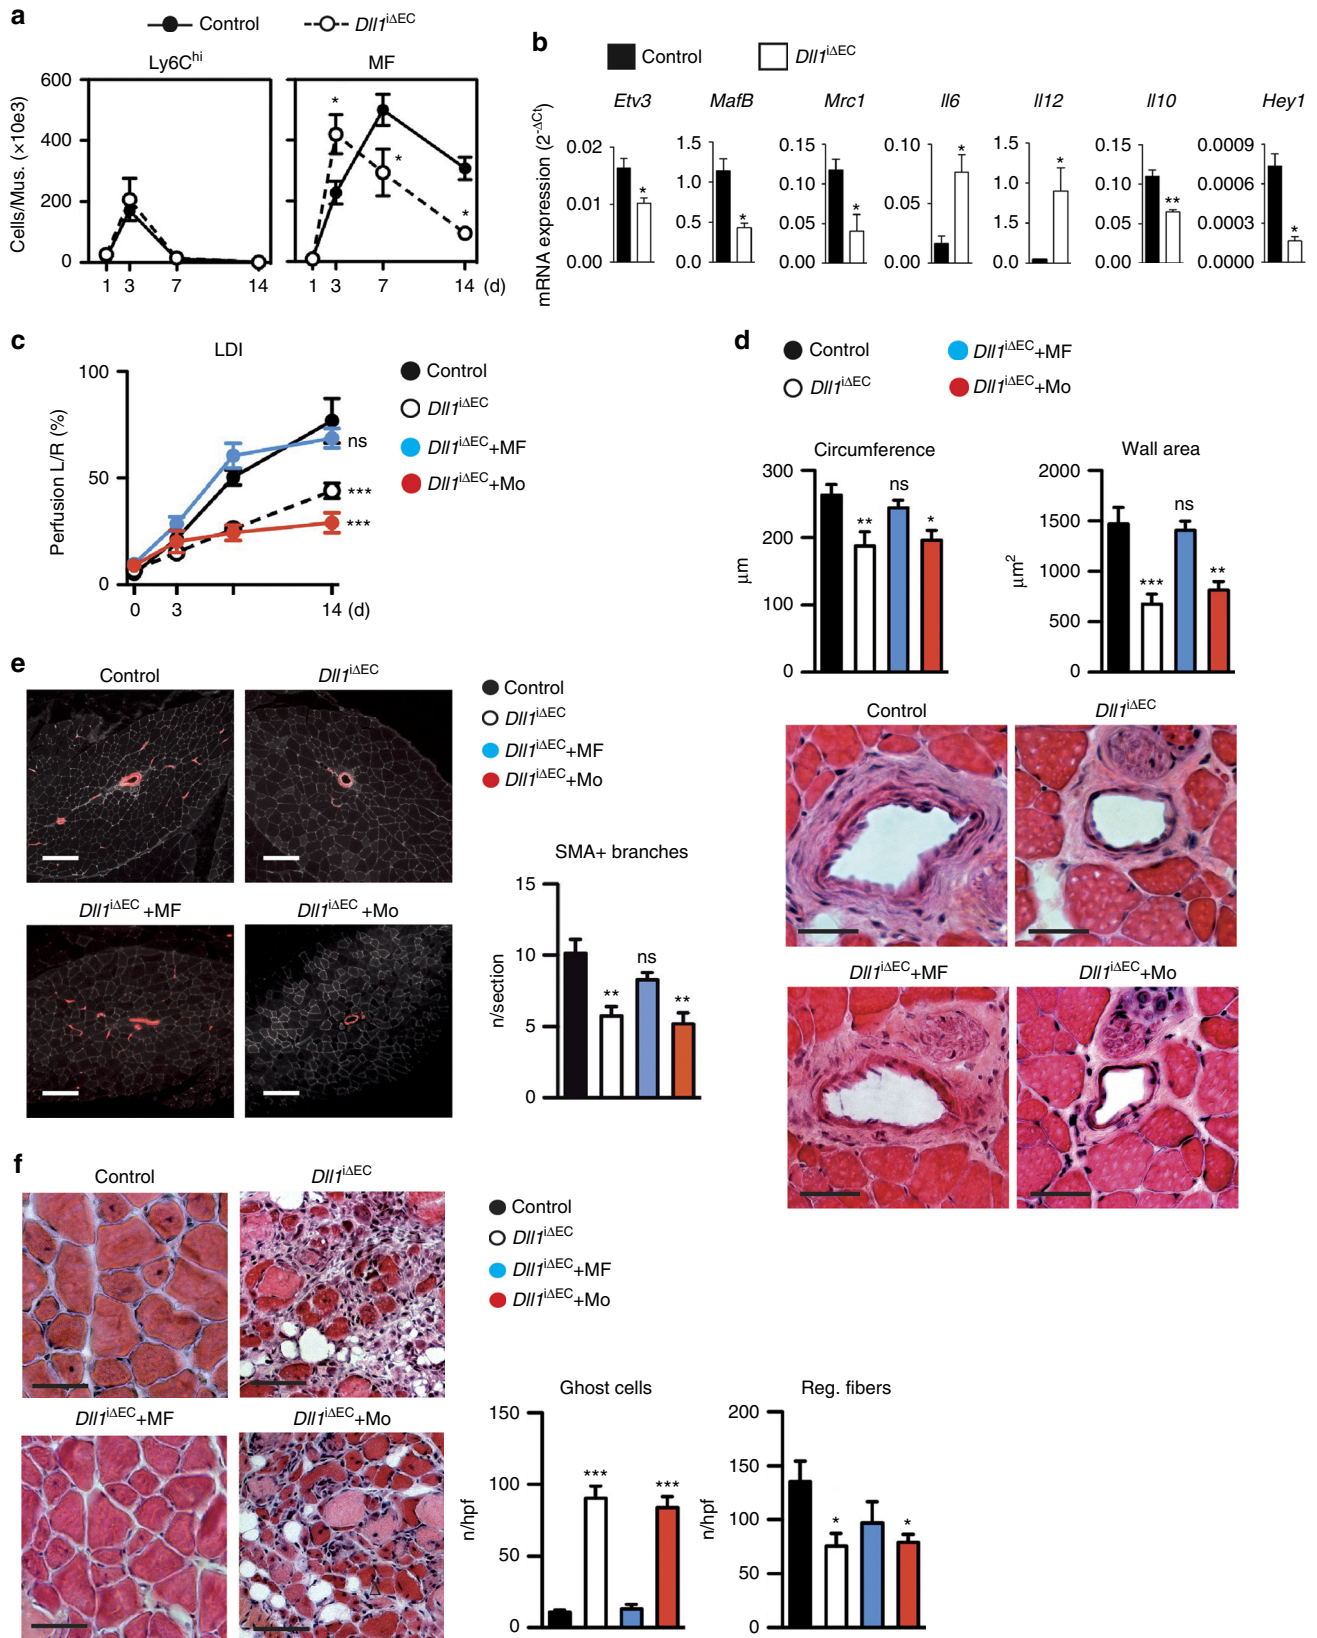 a
Control
Dll1iΔEC
Ly6Chi
MF
Cells/Mus. (×10e3)
600
400
200
0
*
*
*
1 3 7 14
1 3 7 14 (d)
b
Control
Dll1iΔEC
mRNA expression (2-ΔCt)
Etv3
MafB
Mrc1
Il6
Il12
Il10
Hey1
0.02
0.01
0.00
*
1.5
1.0
0.5
0.0
*
0.15
0.10
0.05
0.00
*
0.10
0.05
0.00
*
1.5
1.0
1.5
0.0
*
0.15
0.10
0.05
0.00
**
0.0009
0.0006
0.0003
0.0000
*
c
LDI
Perfusion L/R (%)
100
50
0
0 3 14 (d)
ns
***
***
Control
Dll1iΔEC
Dll1iΔEC+MF
Dll1iΔEC+Mo
d
Control
Dll1iΔEC
Dll1iΔEC+MF
Dll1iΔEC+Mo
Circumference
μm
300
200
100
0
**
ns
*
Wall area
μm2
2000
1500
1000
500
0
***
ns
**
Control
Dll1iΔEC
Dll1iΔEC+MF
Dll1iΔEC+Mo
e
Control
Dll1iΔEC
Dll1iΔEC +MF
Dll1iΔEC +Mo
Control
Dll1iΔEC
Dll1iΔEC+MF
Dll1iΔEC+Mo
SMA+ branches
n/section
15
10
5
0
**
ns
**
f
Control
Dll1iΔEC
Dll1iΔEC+MF
Dll1iΔEC+Mo
Control
Dll1iΔEC
Dll1iΔEC+MF
Dll1iΔEC+Mo
Ghost cells
n/hpf
150
100
50
0
***
***
Reg. fibers
n/hpf
200
150
100
50
0
*
*